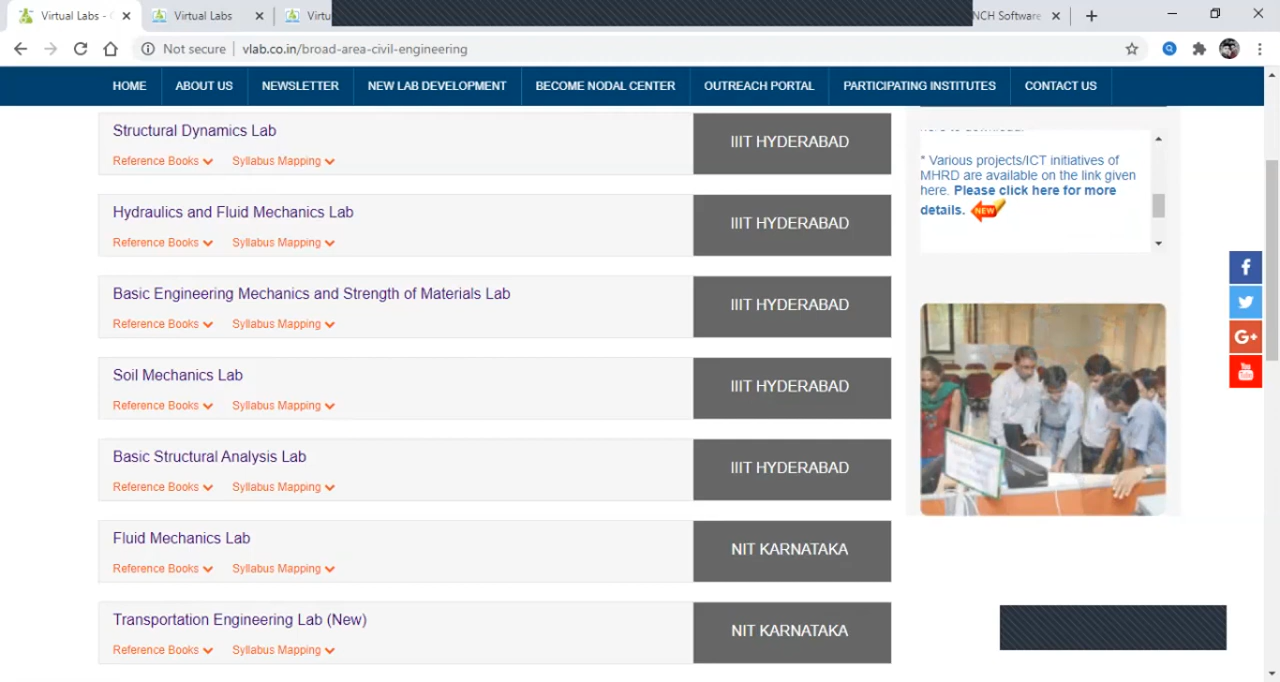 Virtual Labs -
Virtual Labs
Virtu
NCH Software
Not secure
vlab.co.in/broad-area-civil-engineering
HOME
ABOUT US
NEWSLETTER
NEW LAB DEVELOPMENT
BECOME NODAL CENTER
OUTREACH PORTAL
PARTICIPATING INSTITUTES
CONTACT US
Structural Dynamics Lab
Reference Books
Syllabus Mapping
IIIT HYDERABAD
Hydraulics and Fluid Mechanics Lab
Reference Books
Syllabus Mapping
IIIT HYDERABAD
Basic Engineering Mechanics and Strength of Materials Lab
Reference Books
Syllabus Mapping
IIIT HYDERABAD
Soil Mechanics Lab
Reference Books
Syllabus Mapping
IIIT HYDERABAD
Basic Structural Analysis Lab
Reference Books
Syllabus Mapping
IIIT HYDERABAD
Fluid Mechanics Lab
Reference Books
Syllabus Mapping
NIT KARNATAKA
Transportation Engineering Lab (New)
Reference Books
Syllabus Mapping
NIT KARNATAKA
here to download.
* Various projects/ICT initiatives of
MHRD are available on the link given
here. Please click here for more
details. NEW
f
G+
You